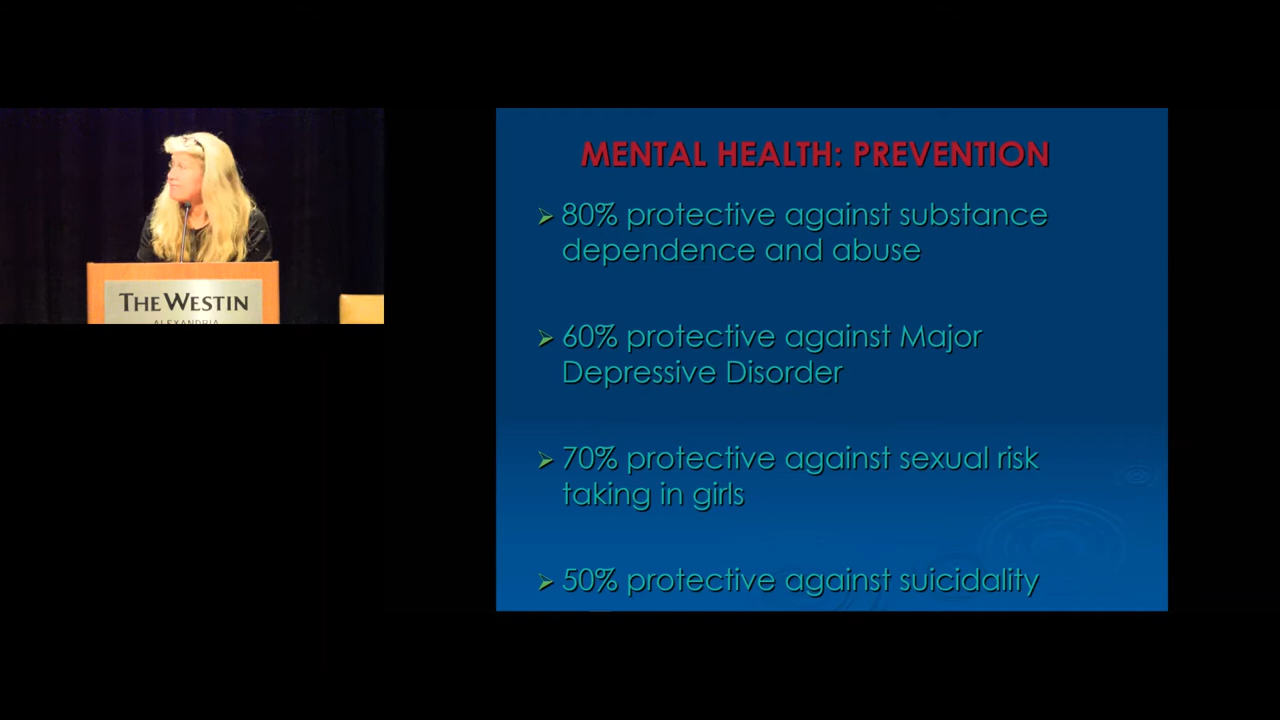 THE WESTIN
ALEXANDRIA
MENTAL HEALTH: PREVENTION
80% protective against substance
dependence and abuse
60% protective against Major
Depressive Disorder
70% protective against sexual risk
taking in girls
50% protective against suicidality